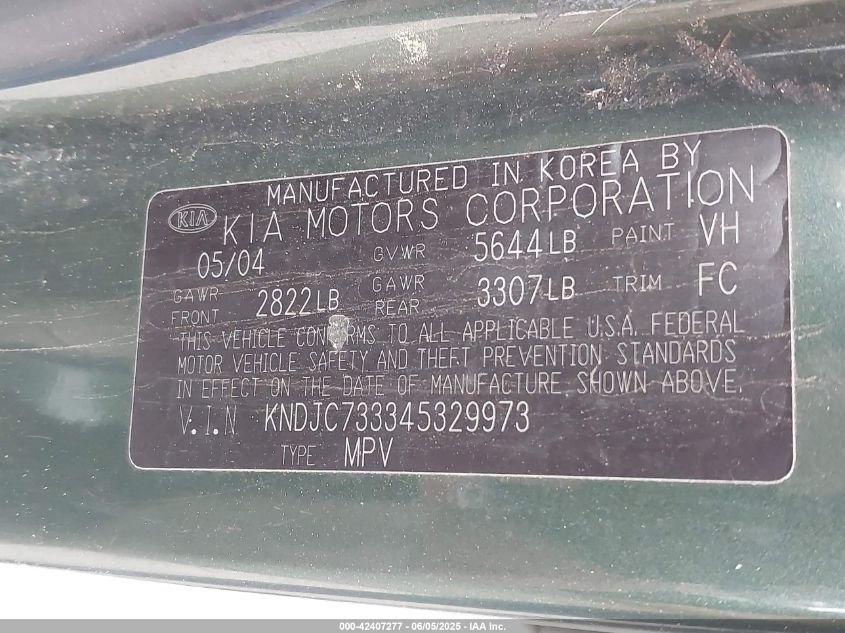 MANUFACTURED IN KOREA BY
KIA KIA MOTORS CORPORATION
05/04 GVWR 5644LB PAINT VH
GAWR FRONT 2822LB GAWR REAR 3307LB TRIM FC
THIS VEHICLE CONFORMS TO ALL APPLICABLE U.S.A. FEDERAL
MOTOR VEHICLE SAFETY AND THEFT PREVENTION STANDARDS
IN EFFECT ON THE DATE OF MANUFACTURE SHOWN ABOVE.
V.I.N KNDJC733345329973
TYPE MPV
000-42407277 - 06/05/2025 - IAA Inc.